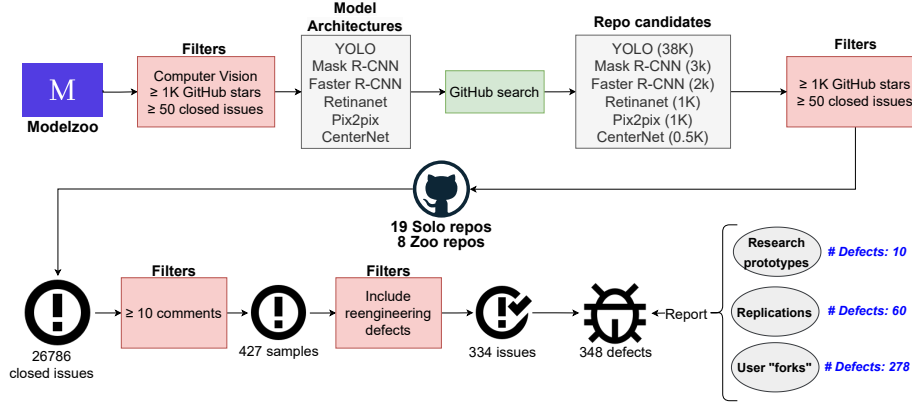 Filters
Model
Architectures
Repo candidates
Filters
M
Modelzoo
Computer Vision
≥ 1K GitHub stars
≥ 50 closed issues
YOLO
Mask R-CNN
Faster R-CNN
Retinanet
Pix2pix
CenterNet
GitHub search
YOLO (38K)
Mask R-CNN (3k)
Faster R-CNN (2k)
Retinanet (1K)
Pix2pix (1K)
CenterNet (0.5K)
≥ 1K GitHub stars
≥ 50 closed issues
19 Solo repos
8 Zoo repos
26786
closed issues
Filters
≥ 10 comments
427 samples
Filters
Include
reengineering
defects
334 issues
348 defects
Report
Research
prototypes
# Defects: 10
Replications
# Defects: 60
User "forks"
# Defects: 278